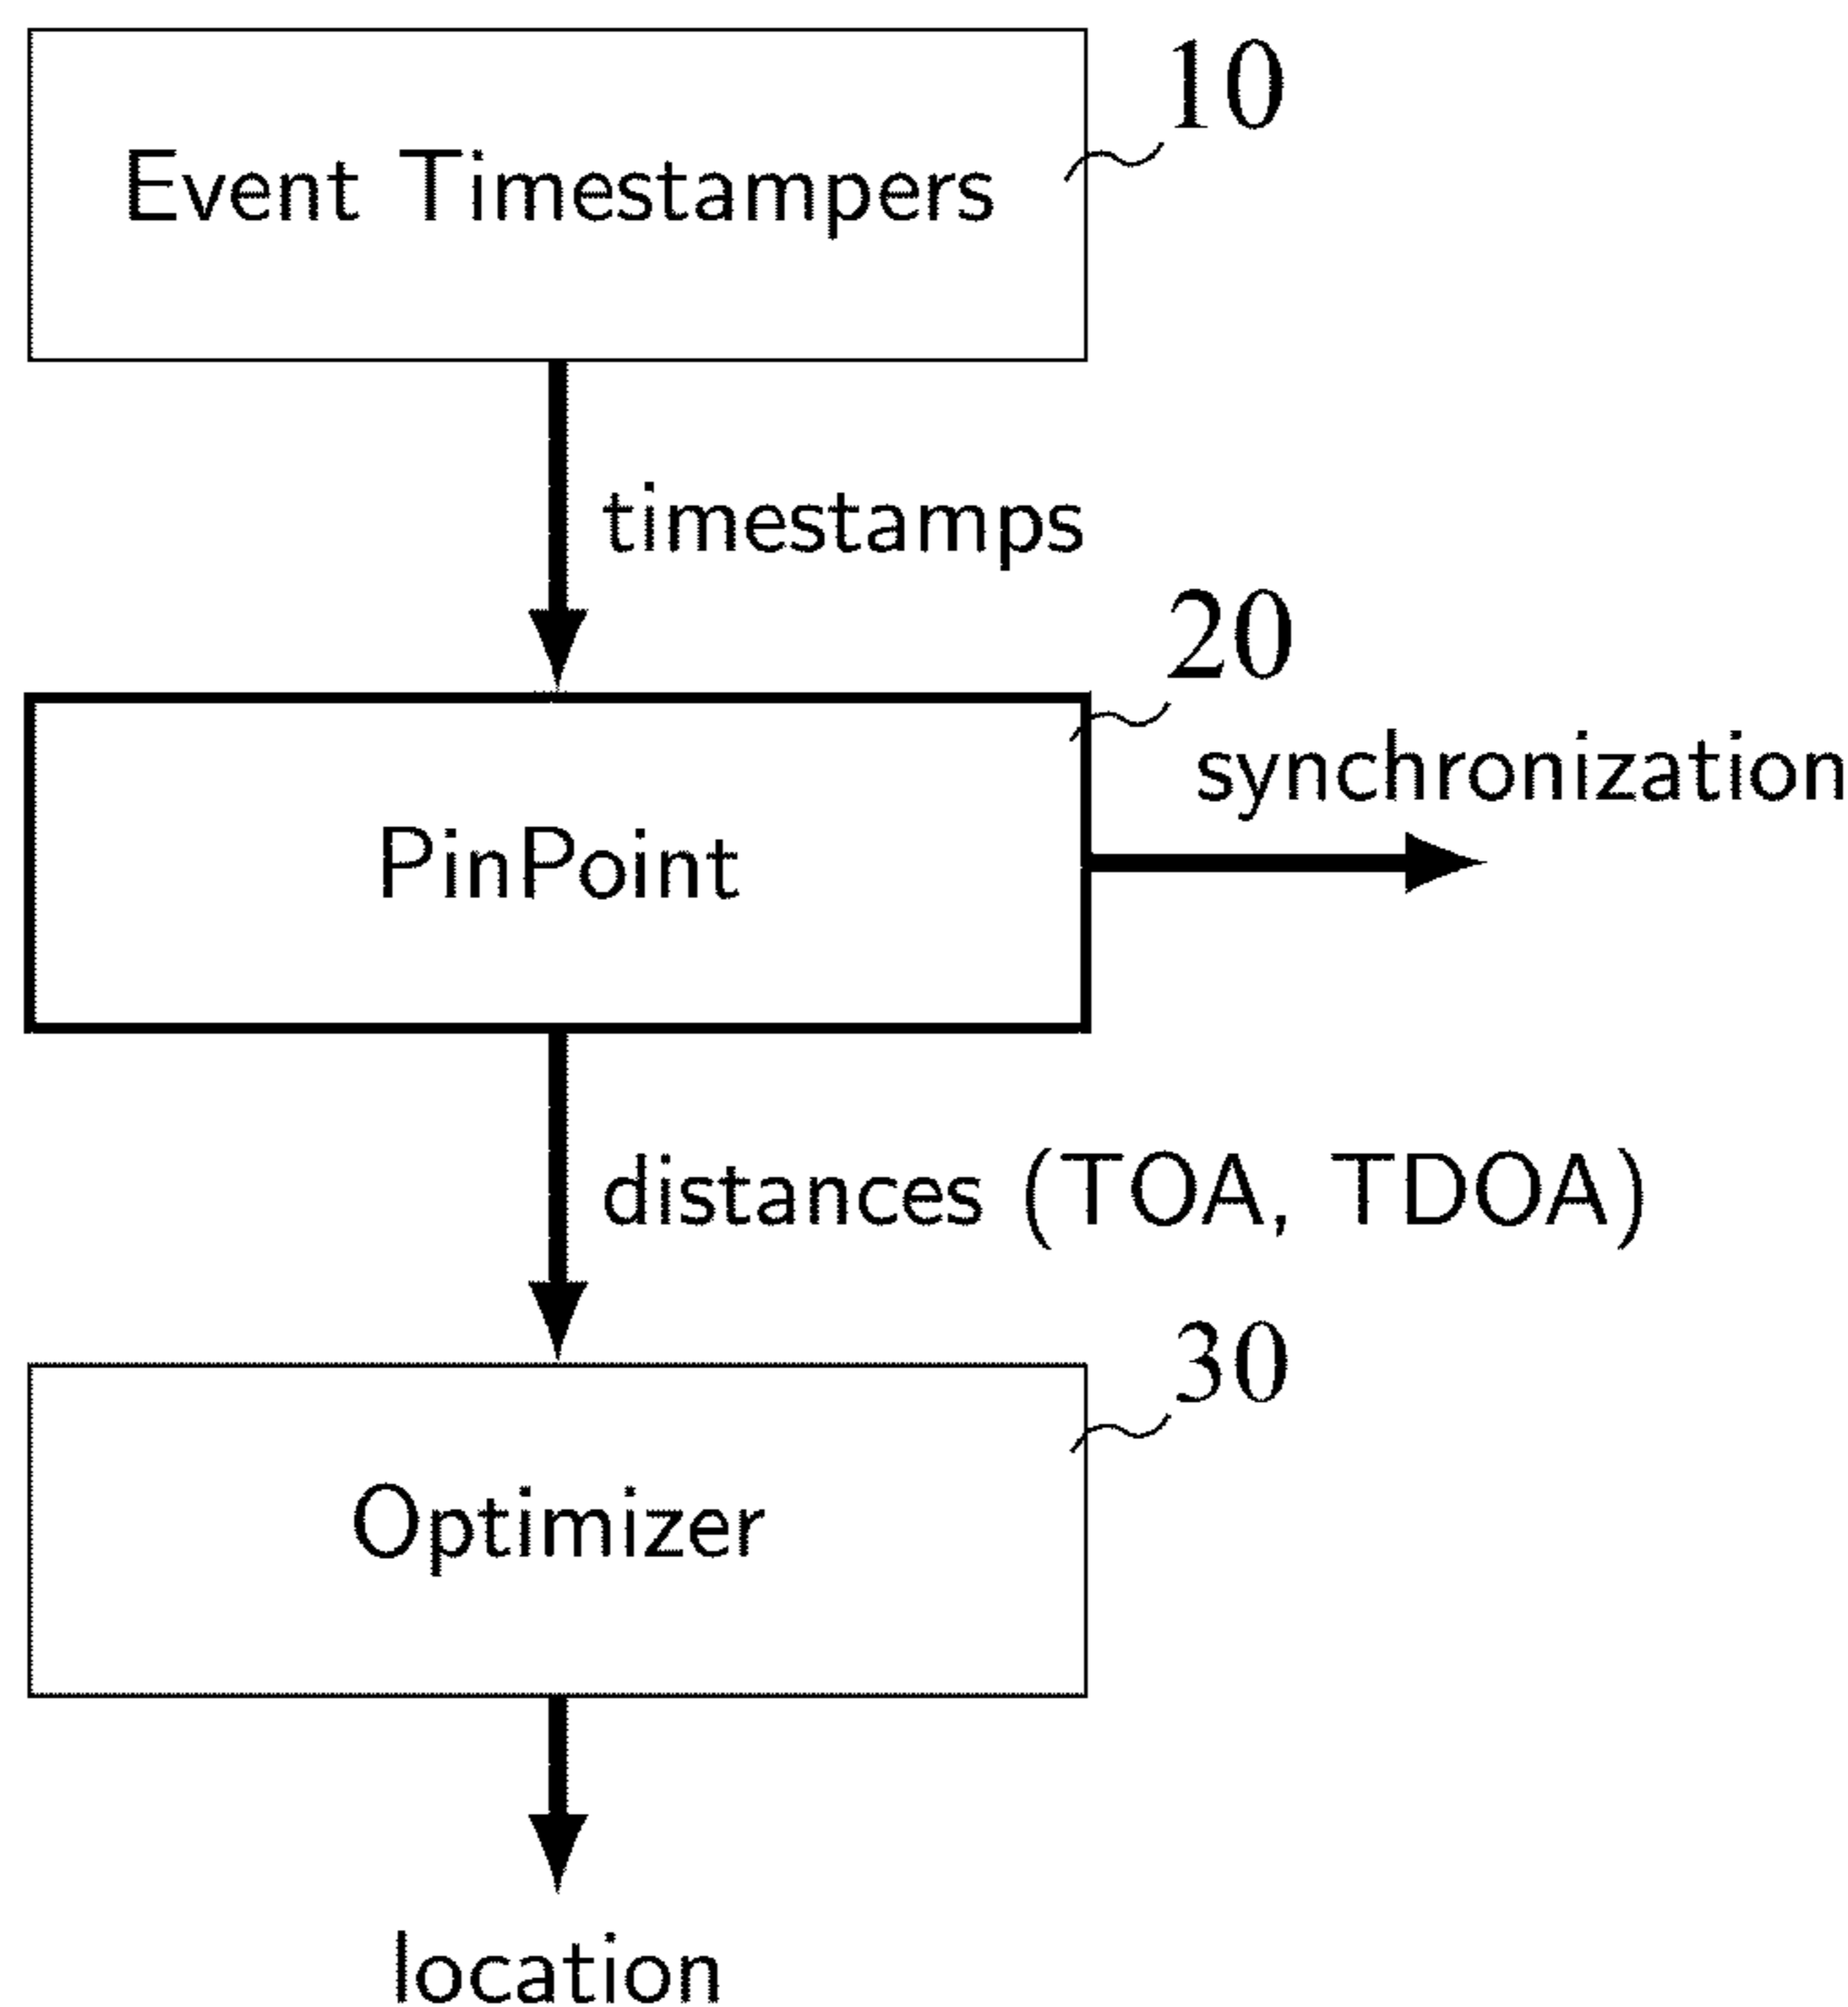 10
Event Timestampers
timestamps
20
synchronization
PinPoint
distances (TOA, TDOA)
30
Optimizer
location